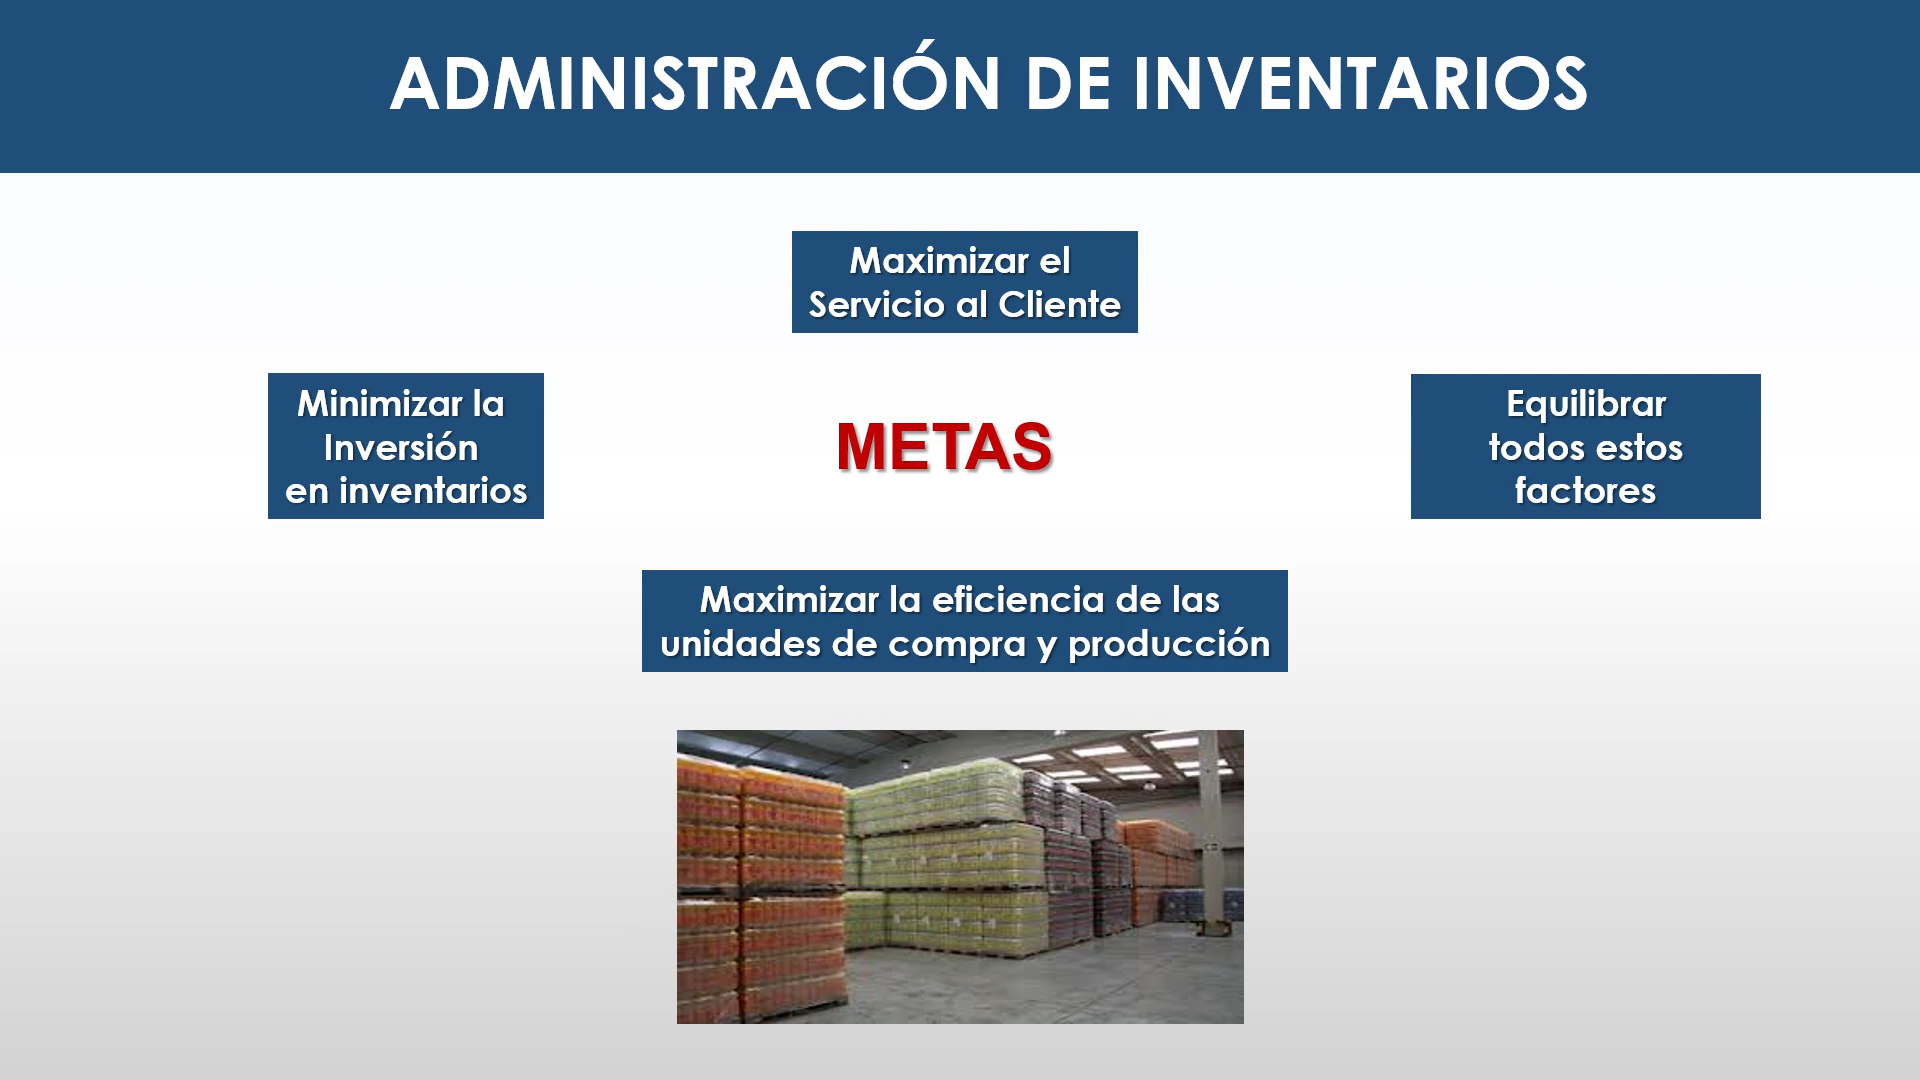 ADMINISTRACIÓN DE INVENTARIOS
Maximizar el
Servicio al Cliente
Minimizar la
Inversión
en inventarios
METAS
Equilibrar
todos estos
factores
Maximizar la eficiencia de las
unidades de compra y producción